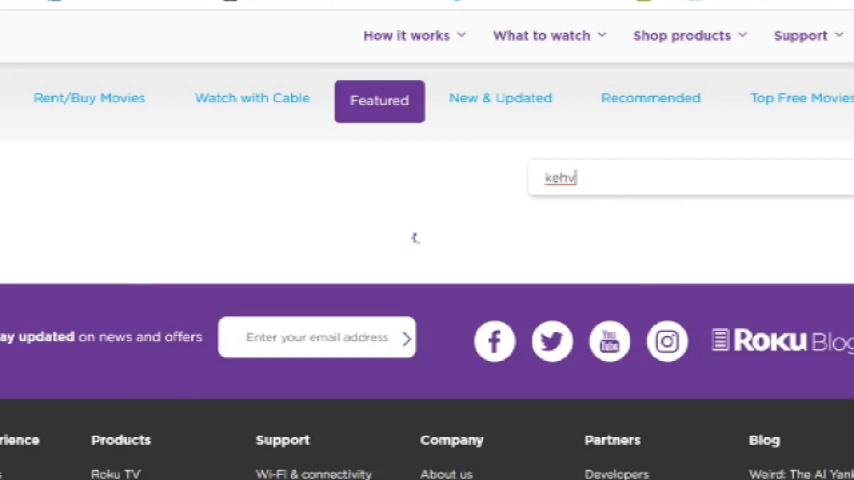 How it works What to watch Shop products Support
Rent/Buy Movies Watch with Cable Featured New & Updated Recommended Top Free Movies
kehv
ay updated on news and offers Enter your email address f You Tube Roku Blog
rience Products Support Company Partners Blog
s Roku TV Wi-Fi & connectivity About us Developers Weird: The Al Yank